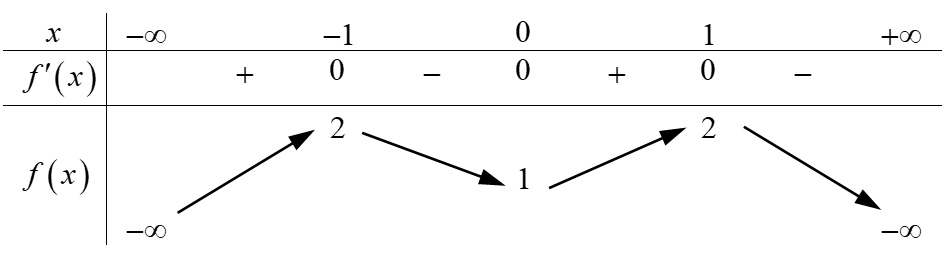 x −∞ −1 0 1 +∞
f′(x) + 0 − 0 + 0 −
2 2
f(x) 1
−∞ −∞